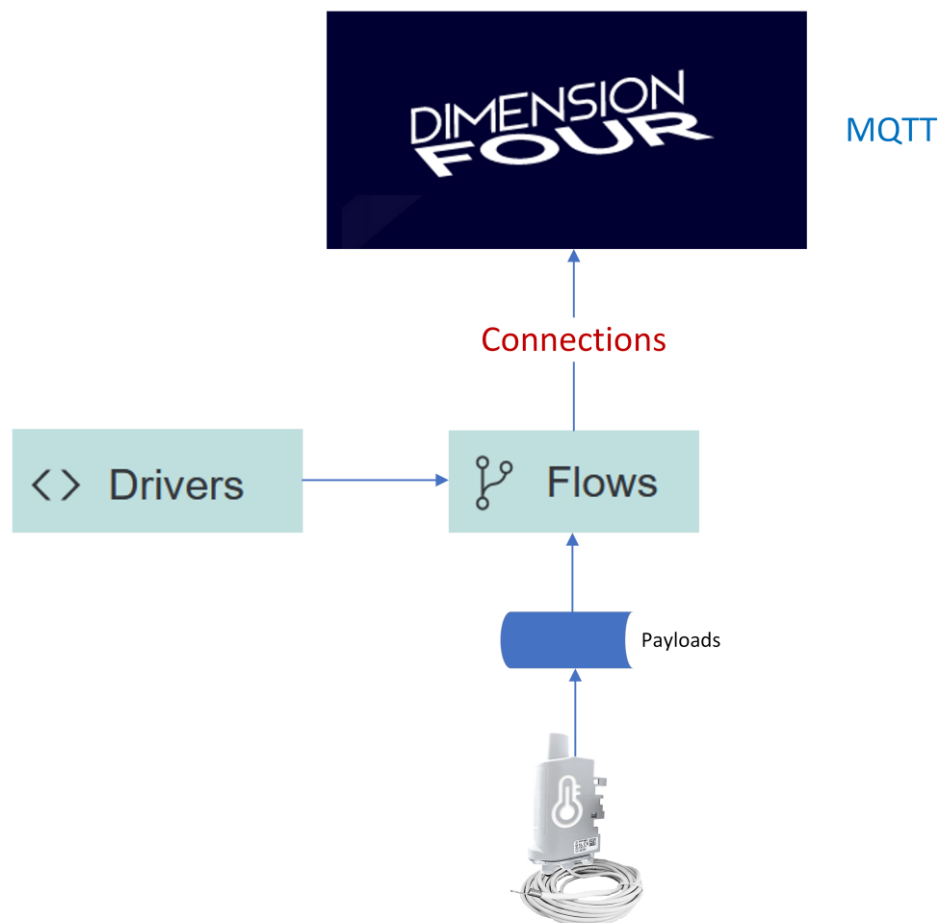 DIMENSION
FOUR
MQTT
Connections
<> Drivers
Flows
Payloads